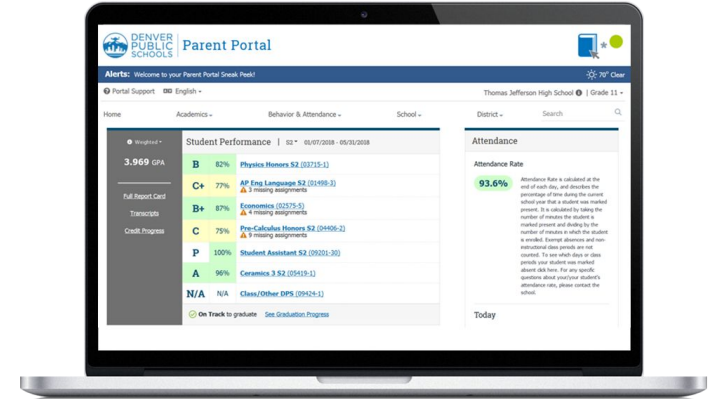 DENVER
PUBLIC
SCHOOLS
Parent Portal
Alerts: Welcome to your Parent Portal Sneak Peek!
70° Clear
Portal Support
English
Thomas Jefferson High School | Grade 11
Home
Academics
Behavior & Attendance
School
District
Search
Weighted
3.969 GPA
Full Report Card
Transcripts
Credit Progress
Student Performance | S2 01/07/2018 - 05/31/2018
B 82% Physics Honors S2 (03715-1)
C+ 77% AP Eng Language S2 (01498-3)
3 missing assignments
B+ 87% Economics (02575-5)
4 missing assignments
C 75% Pre-Calculus Honors S2 (04406-2)
9 missing assignments
P 100% Student Assistant S2 (09201-30)
A 96% Ceramics 3 S2 (05419-1)
N/A N/A Class/Other DPS (09424-1)
On Track to graduate See Graduation Progress
Attendance
Attendance Rate
93.6%
Attendance Rate is calculated at the
end of each day, and describes the
percentage of time during the current
school year that a student was marked
present. It is calculated by taking the
number of minutes the student is
marked present and dividing by the
number of minutes in which the student
is enrolled. Exempt absences and non-
instructional class periods are not
counted. To see which days or class
periods your student was marked
absent click here. For any specific
questions about your/your student's
attendance rate, please contact the
school.
Today